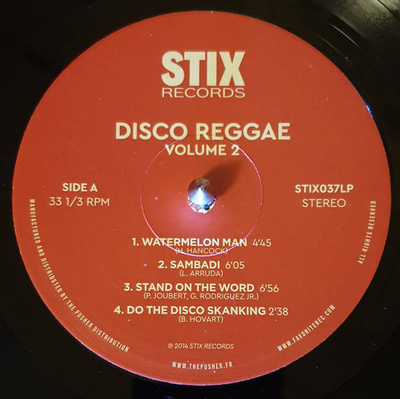 STIX
RECORDS
DISCO REGGAE
VOLUME 2
SIDE A
33 1/3 RPM
STIX037LP
STEREO
1. WATERMELON MAN 4'45
(H. HANCOCK)
2. SAMBADI 6'05
(L. ARRUDA)
3. STAND ON THE WORD 6'56
(P. JOUBERT, G. RODRIGUEZ JR.)
4. DO THE DISCO SKANKING 2'38
(B. HOVART)
℗ 2014 STIX RECORDS
MANUFACTURED AND DISTRIBUTED BY THE PUSHER DISTRIBUTION
WWW.THEPUSHER.FR
WWW.FAVORITEREC.COM
ALL RIGHTS RESERVED